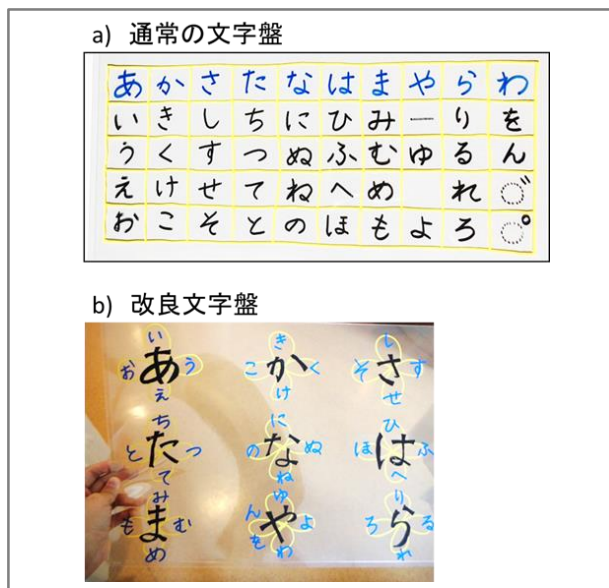 a) 通常の文字盤
あ か さ た な は ま や ら わ
い き し ち に ひ み ー り を
う く す つ ぬ ふ む ゆ る ん
え け せ て ね へ め れ ゛
お こ そ と の ほ も よ ろ ゜
b) 改良文字盤
い き し
お あ う こ か く そ さ す
え け せ
ち に ひ
と た つ の な ぬ ほ は ふ
て ね へ
み ゆ り
も ま む ん や よ ろ ら る
め を わ れ